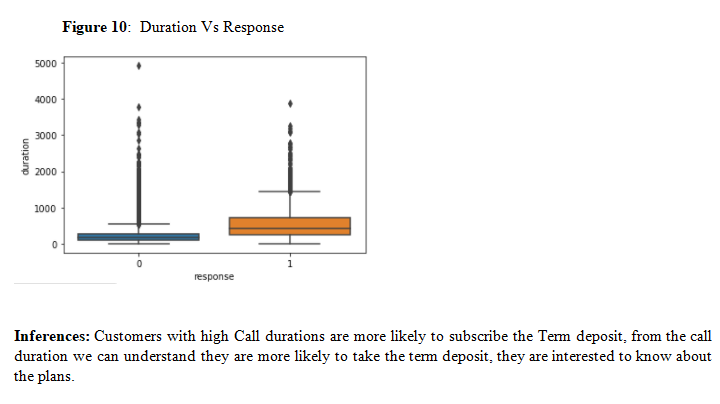 Figure 10:  Duration Vs Response
5000
4000
3000
2000
1000
0
duration
0 1
response
Inferences: Customers with high Call durations are more likely to subscribe the Term deposit, from the call
duration we can understand they are more likely to take the term deposit, they are interested to know about
the plans.